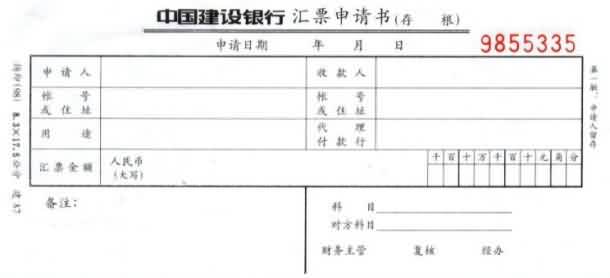 中国建设银行 汇票申请书(存 根)
申请日期 年 月 日 9855335
申请人 收款人
帐号或住址 帐号或住址
用途 代理付款行
汇票金额 人民币(大写) 千百十万千百十元角分
备注:
科 目
对方科目
财务主管 复核 经办
第一联:申请人留存
8.3×17.5公分